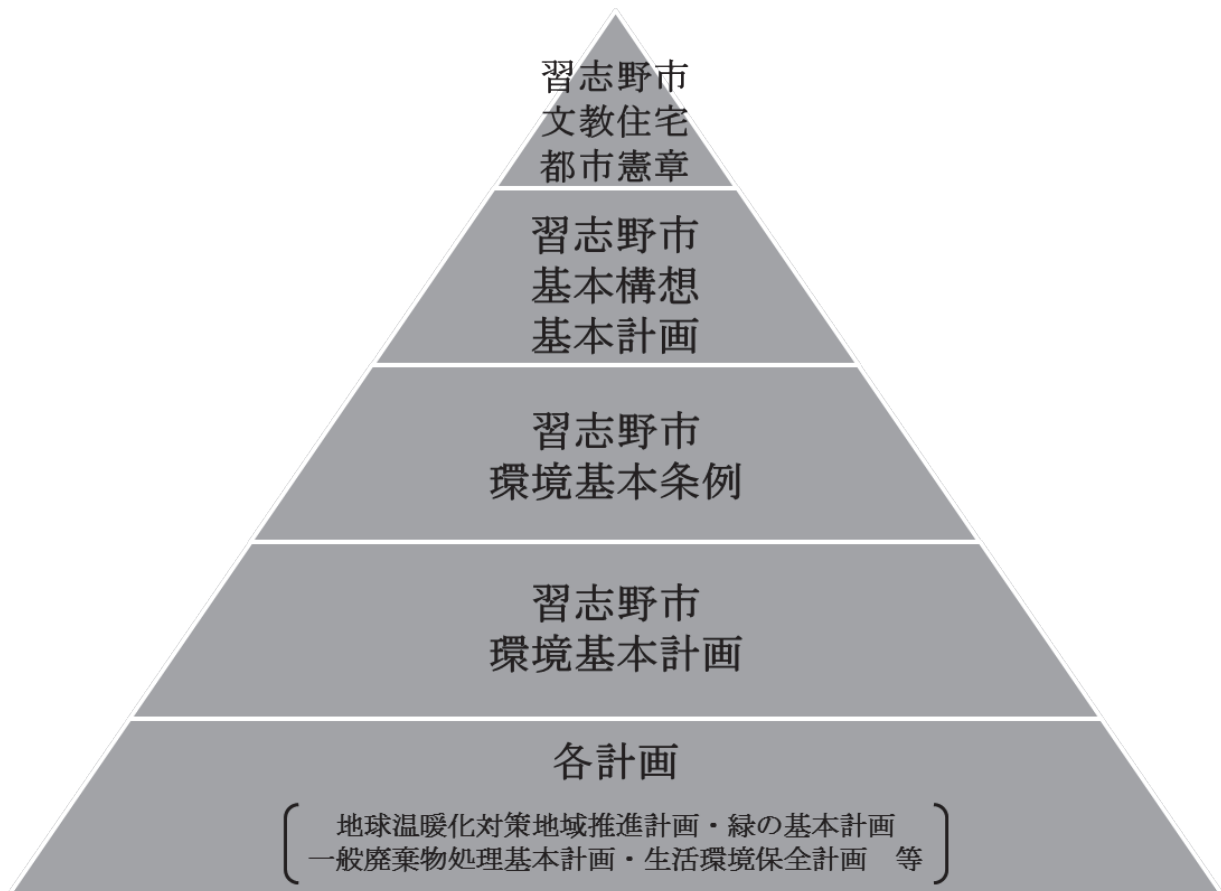 習志野市
文教住宅
都市憲章
習志野市
基本構想
基本計画
習志野市
環境基本条例
習志野市
環境基本計画
各計画
地球温暖化対策地域推進計画・緑の基本計画
一般廃棄物処理基本計画・生活環境保全計画　等